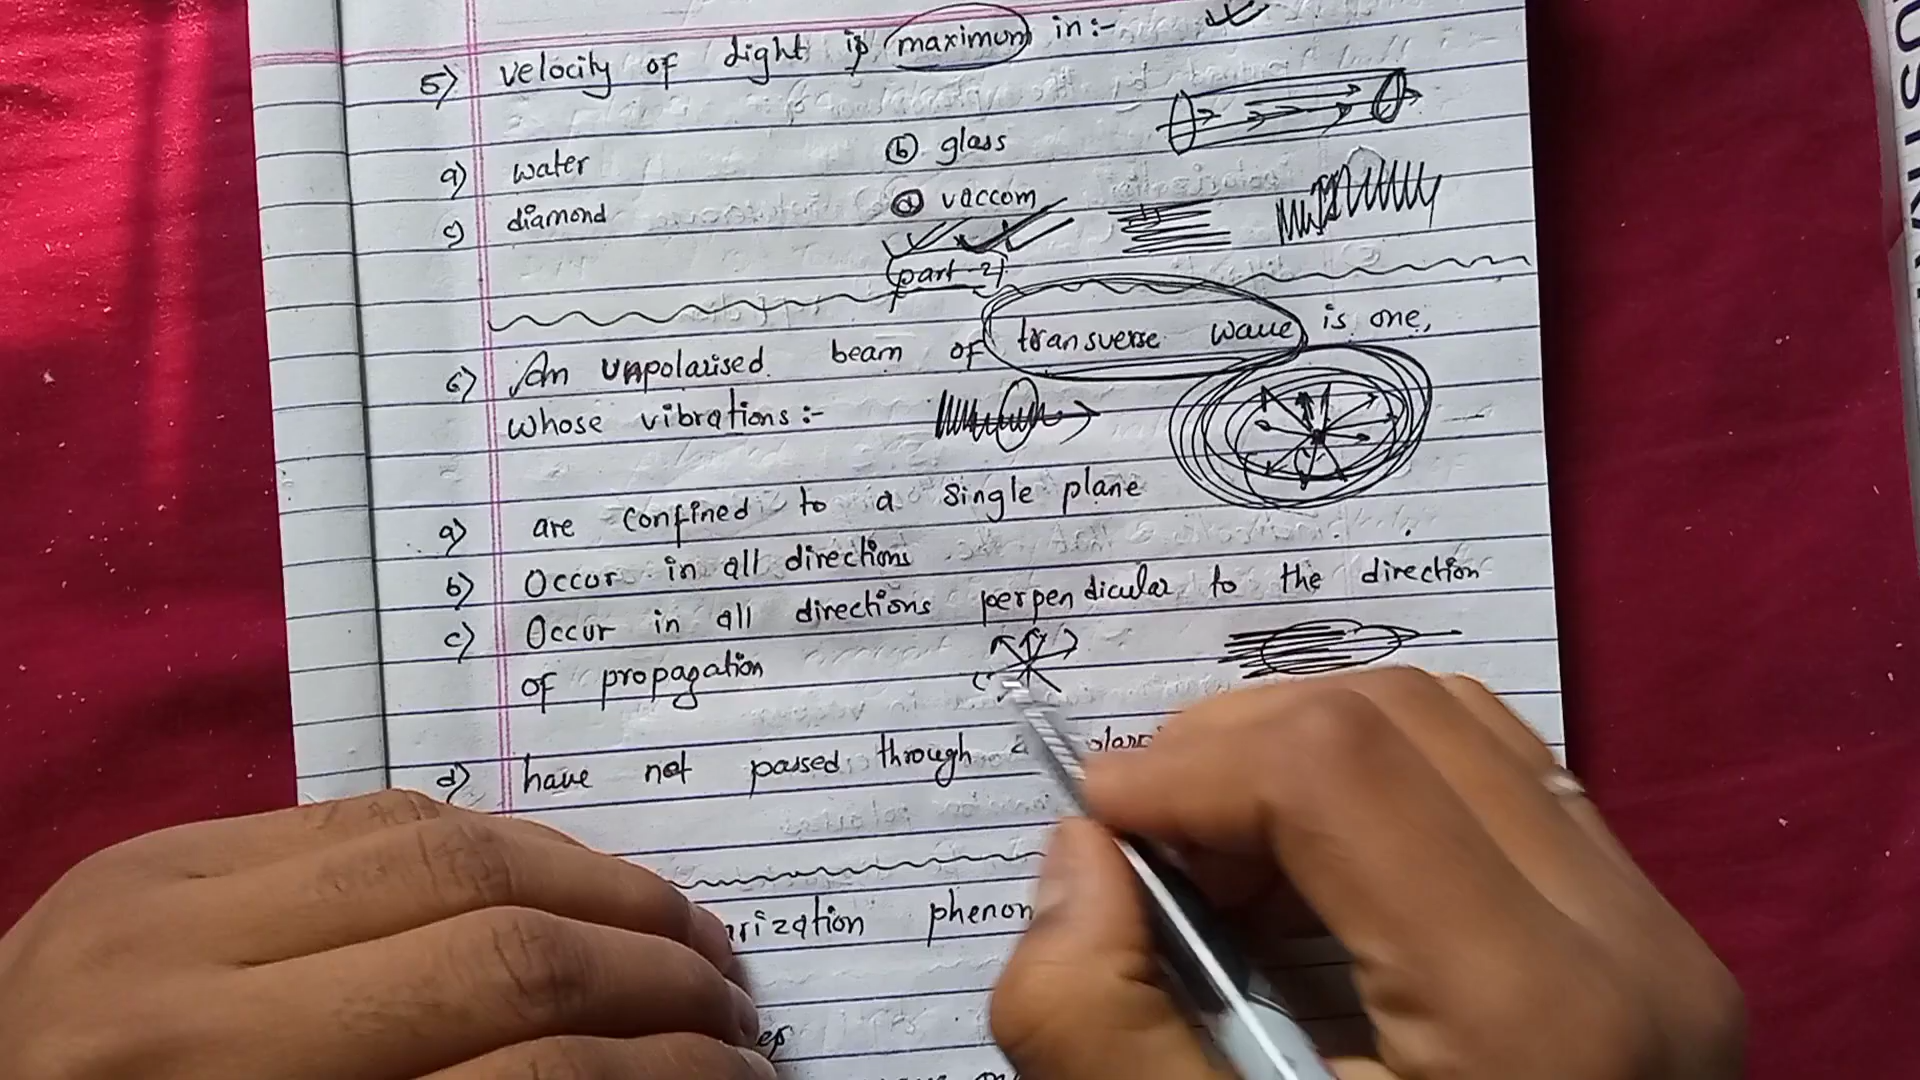 5) velocity of light is maximum in:-
a) water
(b) glass
c) diamond
(d) vaccom
(part-2)
6) An unpolarised beam of transverse wave is one,
whose vibrations :-
a) are confined to a single plane
b) Occur in all directions
c) Occur in all directions perpendicular to the direction
of propagation
d) have not passed through a
phenom